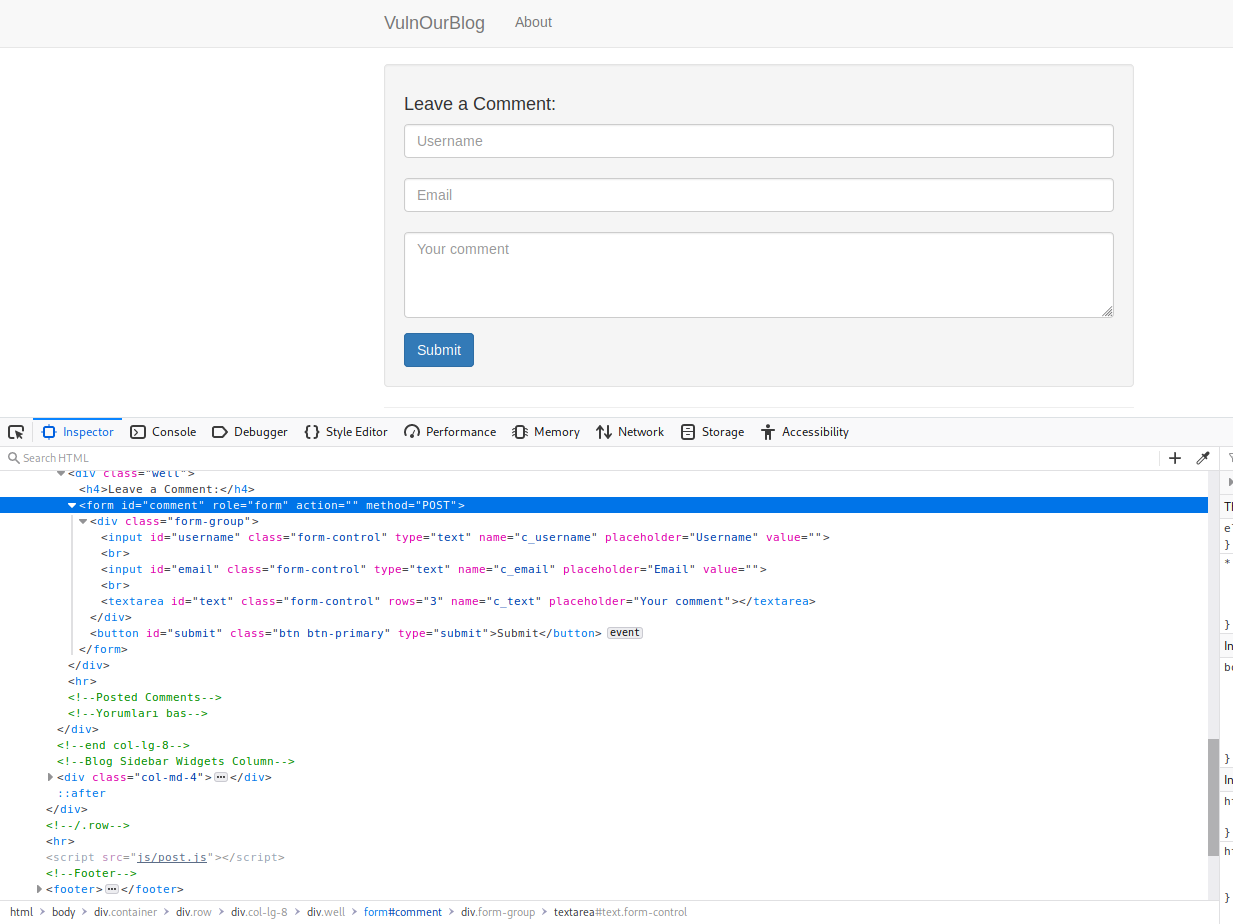 VulnOurBlog About
Leave a Comment:
Username
Email
Your comment
Submit
Inspector Console Debugger {} Style Editor Performance Memory Network Storage Accessibility
Search HTML
<div class="well">
<h4>Leave a Comment:</h4>
<form id="comment" role="form" action="" method="POST">
<div class="form-group">
<input id="username" class="form-control" type="text" name="c_username" placeholder="Username" value="">
<br>
<input id="email" class="form-control" type="text" name="c_email" placeholder="Email" value="">
<br>
<textarea id="text" class="form-control" rows="3" name="c_text" placeholder="Your comment"></textarea>
</div>
<button id="submit" class="btn btn-primary" type="submit">Submit</button> event
</form>
</div>
<hr>
<!--Posted Comments-->
<!--Yorumları bas-->
</div>
<!--end col-lg-8-->
<!--Blog Sidebar Widgets Column-->
<div class="col-md-4"> ••• </div>
::after
</div>
<!--/.row-->
<hr>
<script src="js/post.js"></script>
<!--Footer-->
<footer> ••• </footer>
html > body > div.container > div.row > div.col-lg-8 > div.well > form#comment > div.form-group > textarea#text.form-control